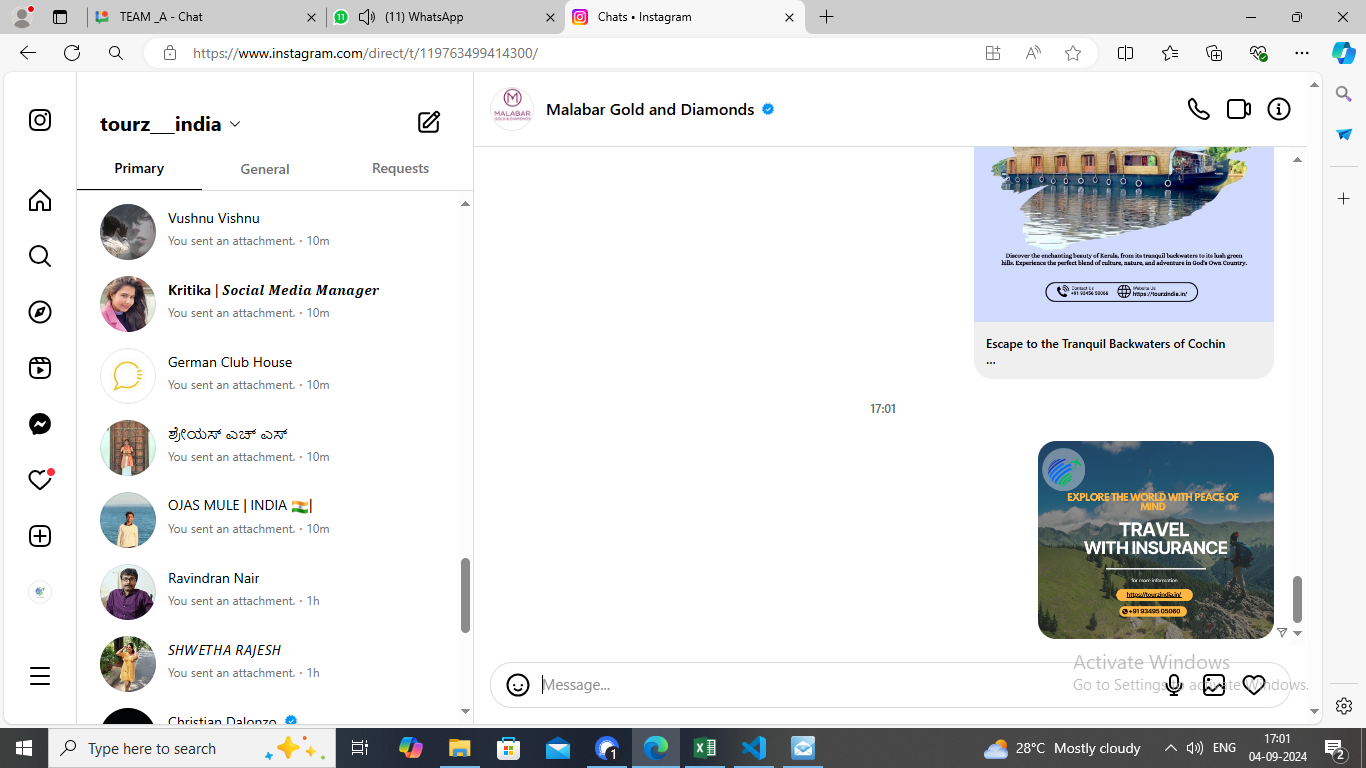 TEAM _A - Chat
11
(11) WhatsApp
Chats • Instagram
https://www.instagram.com/direct/t/119763499414300/
tourz___india
Primary
General
Requests
Vushnu Vishnu
You sent an attachment. · 10m
Kritika | Social Media Manager
You sent an attachment. · 10m
German Club House
You sent an attachment. · 10m
ಶ್ರೇಯಸ್ ಎಚ್ ಎಸ್
You sent an attachment. · 10m
OJAS MULE | INDIA 🇮🇳|
You sent an attachment. · 10m
Ravindran Nair
You sent an attachment. · 1h
SHWETHA RAJESH
You sent an attachment. · 1h
Christian Dalonzo
MALABAR
GOLD & DIAMONDS
Malabar Gold and Diamonds
Discover the enchanting beauty of Kerala, from its tranquil backwaters to its lush green
hills. Experience the perfect blend of culture, nature, and adventure in God's Own Country.
Contact Us
Website Us
https://tourzindia.in/
Escape to the Tranquil Backwaters of Cochin
...
17:01
EXPLORE THE WORLD WITH PEACE OF
MIND
TRAVEL
WITH INSURANCE
for more information
https://tourzindia.in/
+91 93495 05060
Message...
Activate Windows
Go to Settings to activate Windows.
Type here to search
1
28°C Mostly cloudy
ENG
17:01
04-09-2024
2